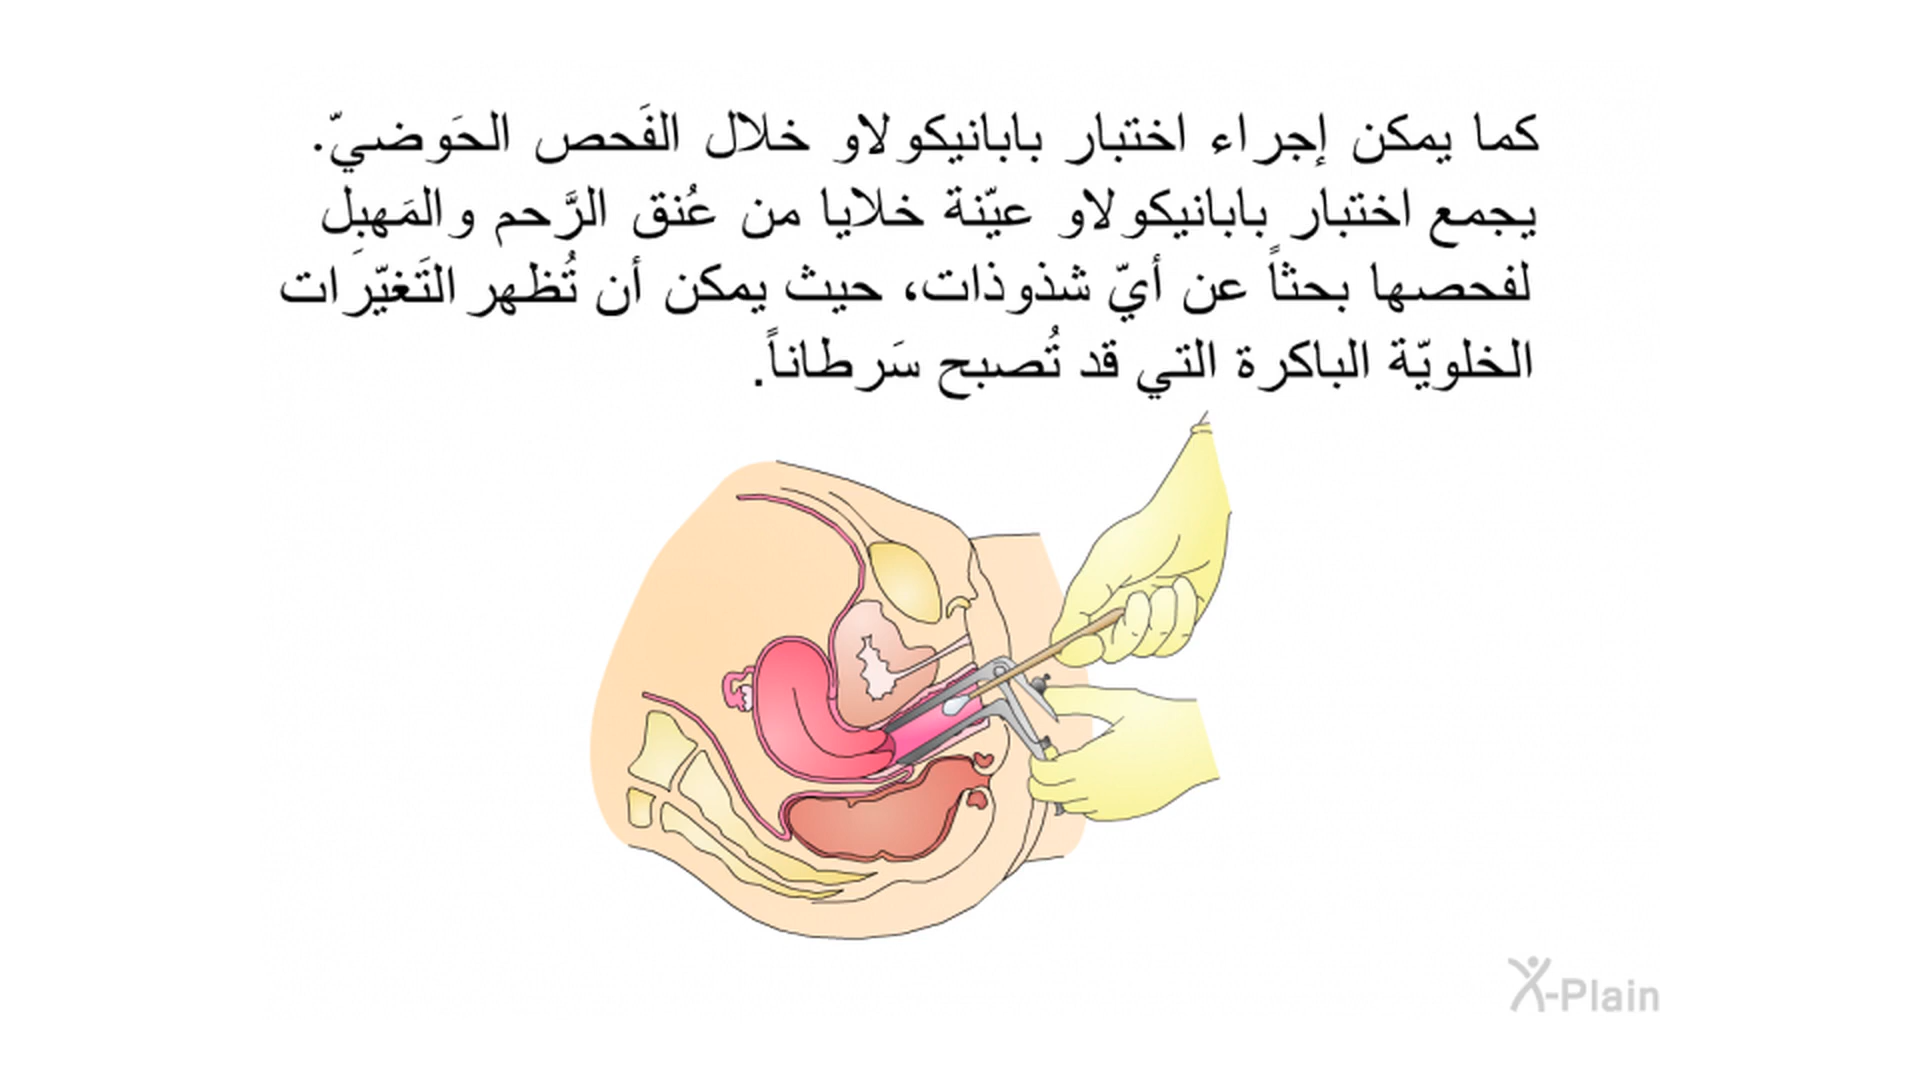 كما يمكن إجراء اختبار بابانيكولاو خلال الفَحص الحَوضيّ.
يجمع اختبار بابانيكولاو عيّنة خلايا من عُنق الرَّحم والمَهبِل
لفحصها بحثاً عن أيّ شذوذات، حيث يمكن أن تُظهر التَغيّرَات
الخلويّة الباكرة التي قد تُصبح سَرطاناً.
X-Plain